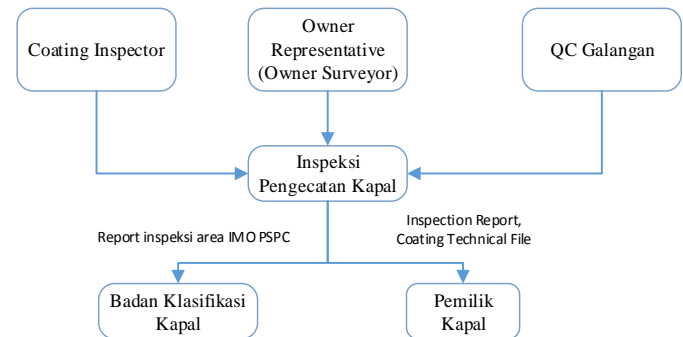 Coating Inspector
Owner
Representative
(Owner Surveyor)
QC Galangan
Inspeksi
Pengecatan Kapal
Report inspeksi area IMO PSPC
Inspection Report,
Coating Technical File
Badan Klasifikasi
Kapal
Pemilik
Kapal